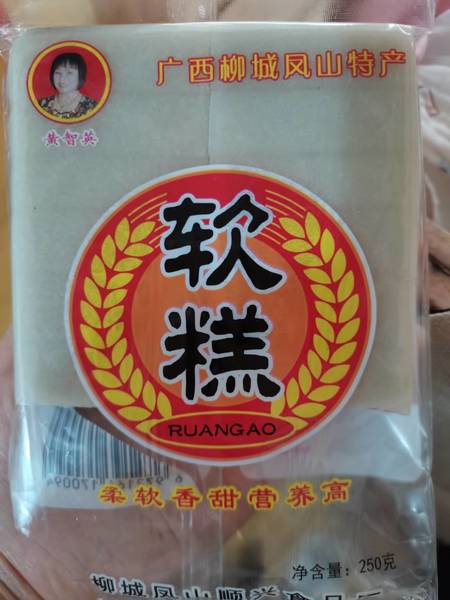 广西柳城凤山特产
黄智英
软
糕
RUANGAO
柔软香甜营养高
净含量：250克
柳城凤山顺